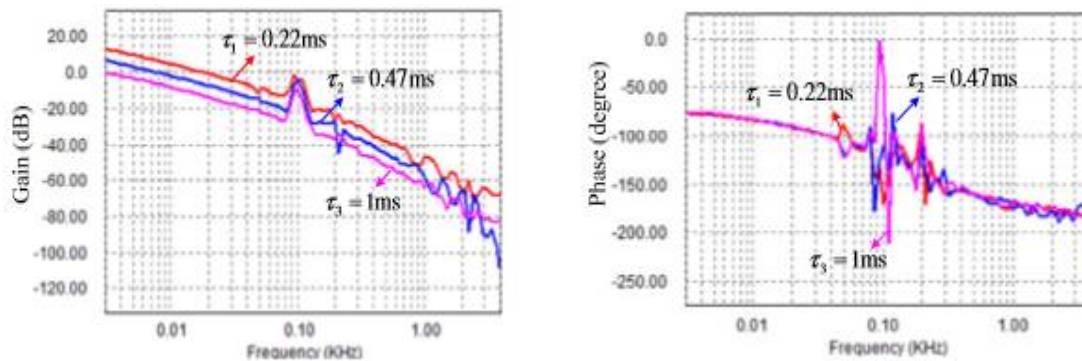 20.00
0.0
-20.00
-40.00
-60.00
-80.00
-100.00
-120.00
Gain (dB)
τ₁ = 0.22ms
τ₂ = 0.47ms
τ₃ = 1ms
0.01
0.10
1.00
Frequency (KHz)
0.0
-50.00
-100.00
-150.00
-200.00
-250.00
Phase (degree)
τ₁ = 0.22ms
τ₂ = 0.47ms
τ₃ = 1ms
0.01
0.10
1.00
Frequency (KHz)